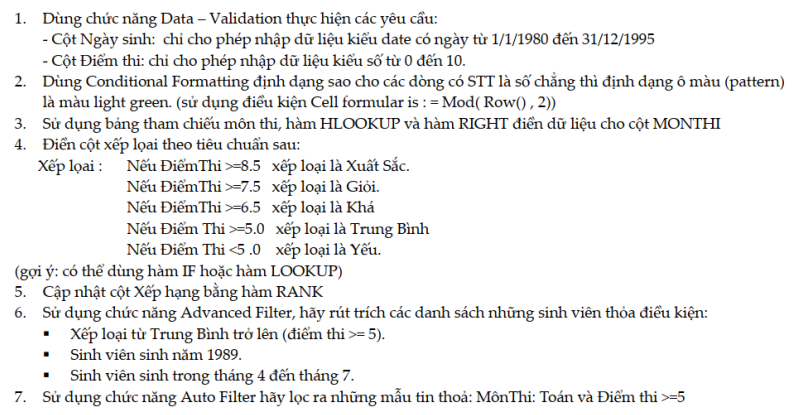 1. Dùng chức năng Data – Validation thực hiện các yêu cầu:
- Cột Ngày sinh: chỉ cho phép nhập dữ liệu kiểu date có ngày từ 1/1/1980 đến 31/12/1995
- Cột Điểm thi: chỉ cho phép nhập dữ liệu kiểu số từ 0 đến 10.
2. Dùng Conditional Formatting định dạng sao cho các dòng có STT là số chẳng thì định dạng ô màu (pattern)
là màu light green. (sử dụng điều kiện Cell formular is : = Mod( Row() , 2))
3. Sử dụng bảng tham chiếu môn thi, hàm HLOOKUP và hàm RIGHT điền dữ liệu cho cột MONTHI
4. Điền cột xếp lọai theo tiêu chuẩn sau:
Xếp lọai : Nếu ĐiểmThi >=8.5 xếp loại là Xuất Sắc.
Nếu ĐiểmThi >=7.5 xếp loại là Giỏi.
Nếu ĐiểmThi >=6.5 xếp loại là Khá
Nếu Điểm Thi >=5.0 xếp loại là Trung Bình
Nếu Điểm Thi <5 .0 xếp loại là Yếu.
(gợi ý: có thể dùng hàm IF hoặc hàm LOOKUP)
5. Cập nhật cột Xếp hạng bằng hàm RANK
6. Sử dụng chức năng Advanced Filter, hãy rút trích các danh sách những sinh viên thỏa điều kiện:
▪ Xếp loại từ Trung Bình trở lên (điểm thi >= 5).
▪ Sinh viên sinh năm 1989.
▪ Sinh viên sinh trong tháng 4 đến tháng 7.
7. Sử dụng chức năng Auto Filter hãy lọc ra những mẫu tin thoả: MônThi: Toán và Điểm thi >=5